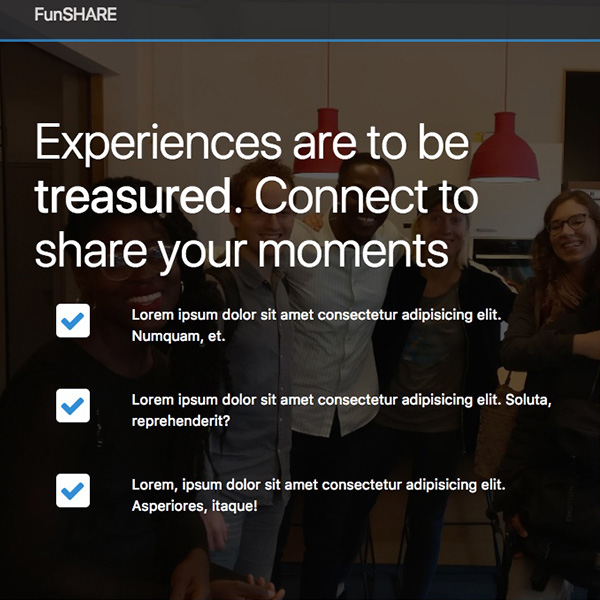 FunSHARE
Experiences are to be
treasured. Connect to
share your moments
Lorem ipsum dolor sit amet consectetur adipisicing elit.
Numquam, et.
Lorem ipsum dolor sit amet consectetur adipisicing elit. Soluta,
reprehenderit?
Lorem, ipsum dolor sit amet consectetur adipisicing elit.
Asperiores, itaque!